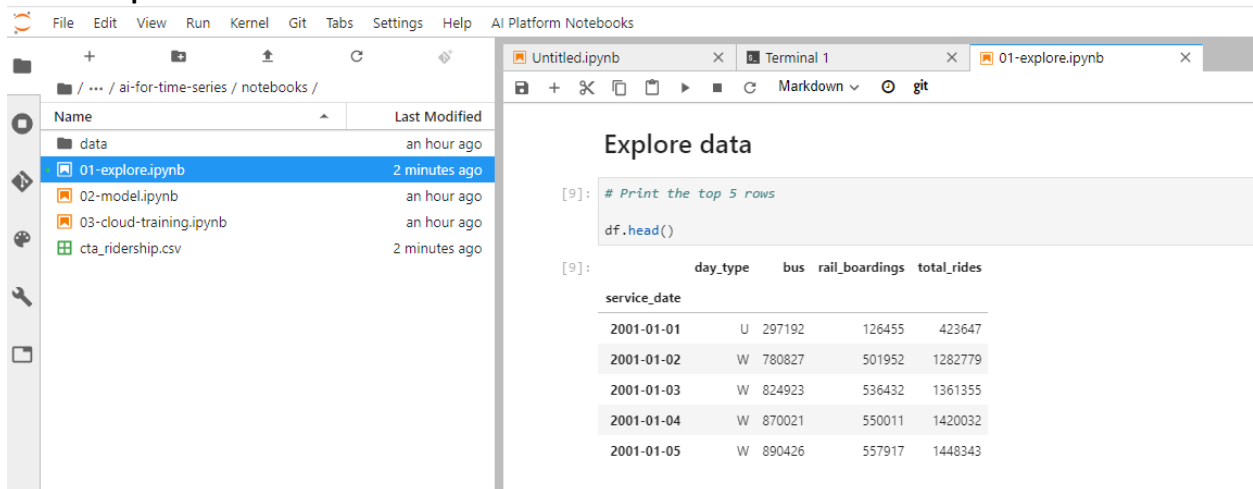 File Edit View Run Kernel Git Tabs Settings Help AI Platform Notebooks
/ ··· / ai-for-time-series / notebooks /
Name Last Modified
data an hour ago
01-explore.ipynb 2 minutes ago
02-model.ipynb an hour ago
03-cloud-training.ipynb an hour ago
cta_ridership.csv 2 minutes ago
Untitled.ipynb Terminal 1 01-explore.ipynb
Markdown git
Explore data
[9]: # Print the top 5 rows
df.head()
[9]: day_type bus rail_boardings total_rides
service_date
2001-01-01 U 297192 126455 423647
2001-01-02 W 780827 501952 1282779
2001-01-03 W 824923 536432 1361355
2001-01-04 W 870021 550011 1420032
2001-01-05 W 890426 557917 1448343